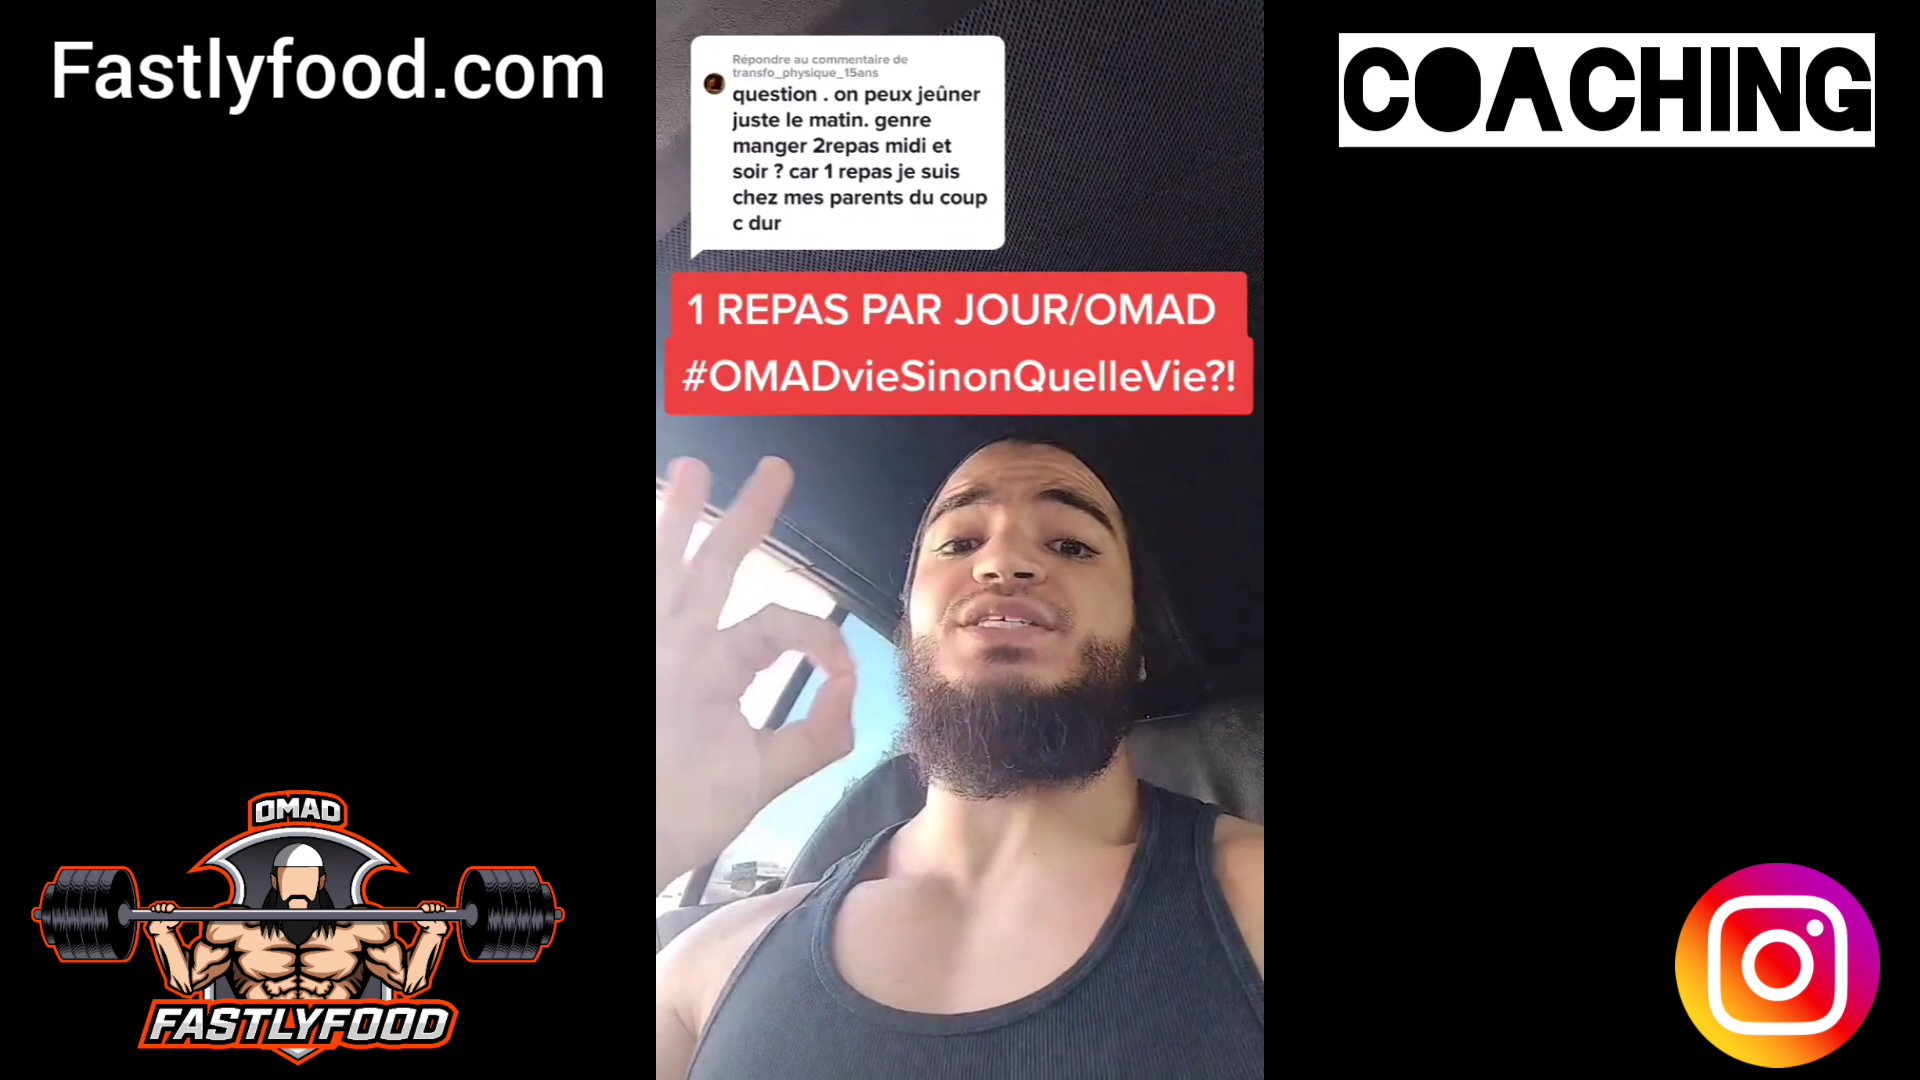 Fastlyfood.com
COACHING
Répondre au commentaire de
transfo_physique_15ans
question . on peux jeûner
juste le matin. genre
manger 2repas midi et
soir ? car 1 repas je suis
chez mes parents du coup
c dur
1 REPAS PAR JOUR/OMAD
#OMADvieSinonQuelleVie?!
OMAD
FASTLYFOOD